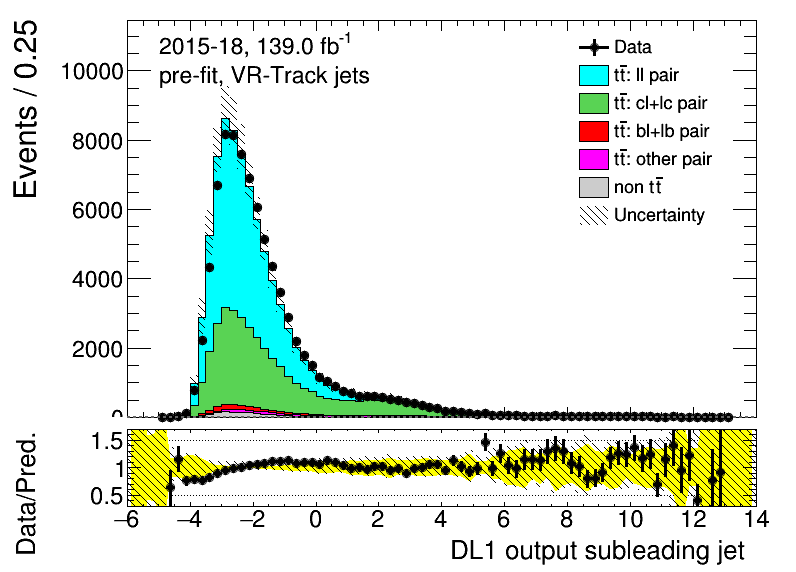 2015-18, 139.0 fb-1
pre-fit, VR-Track jets
Data
tt̄: ll pair
tt̄: cl+lc pair
tt̄: bl+lb pair
tt̄: other pair
non tt̄
Uncertainty
Events / 0.25
10000
8000
6000
4000
2000
0
Data/Pred.
1.5
1
0.5
−6 −4 −2 0 2 4 6 8 10 12 14
DL1 output subleading jet